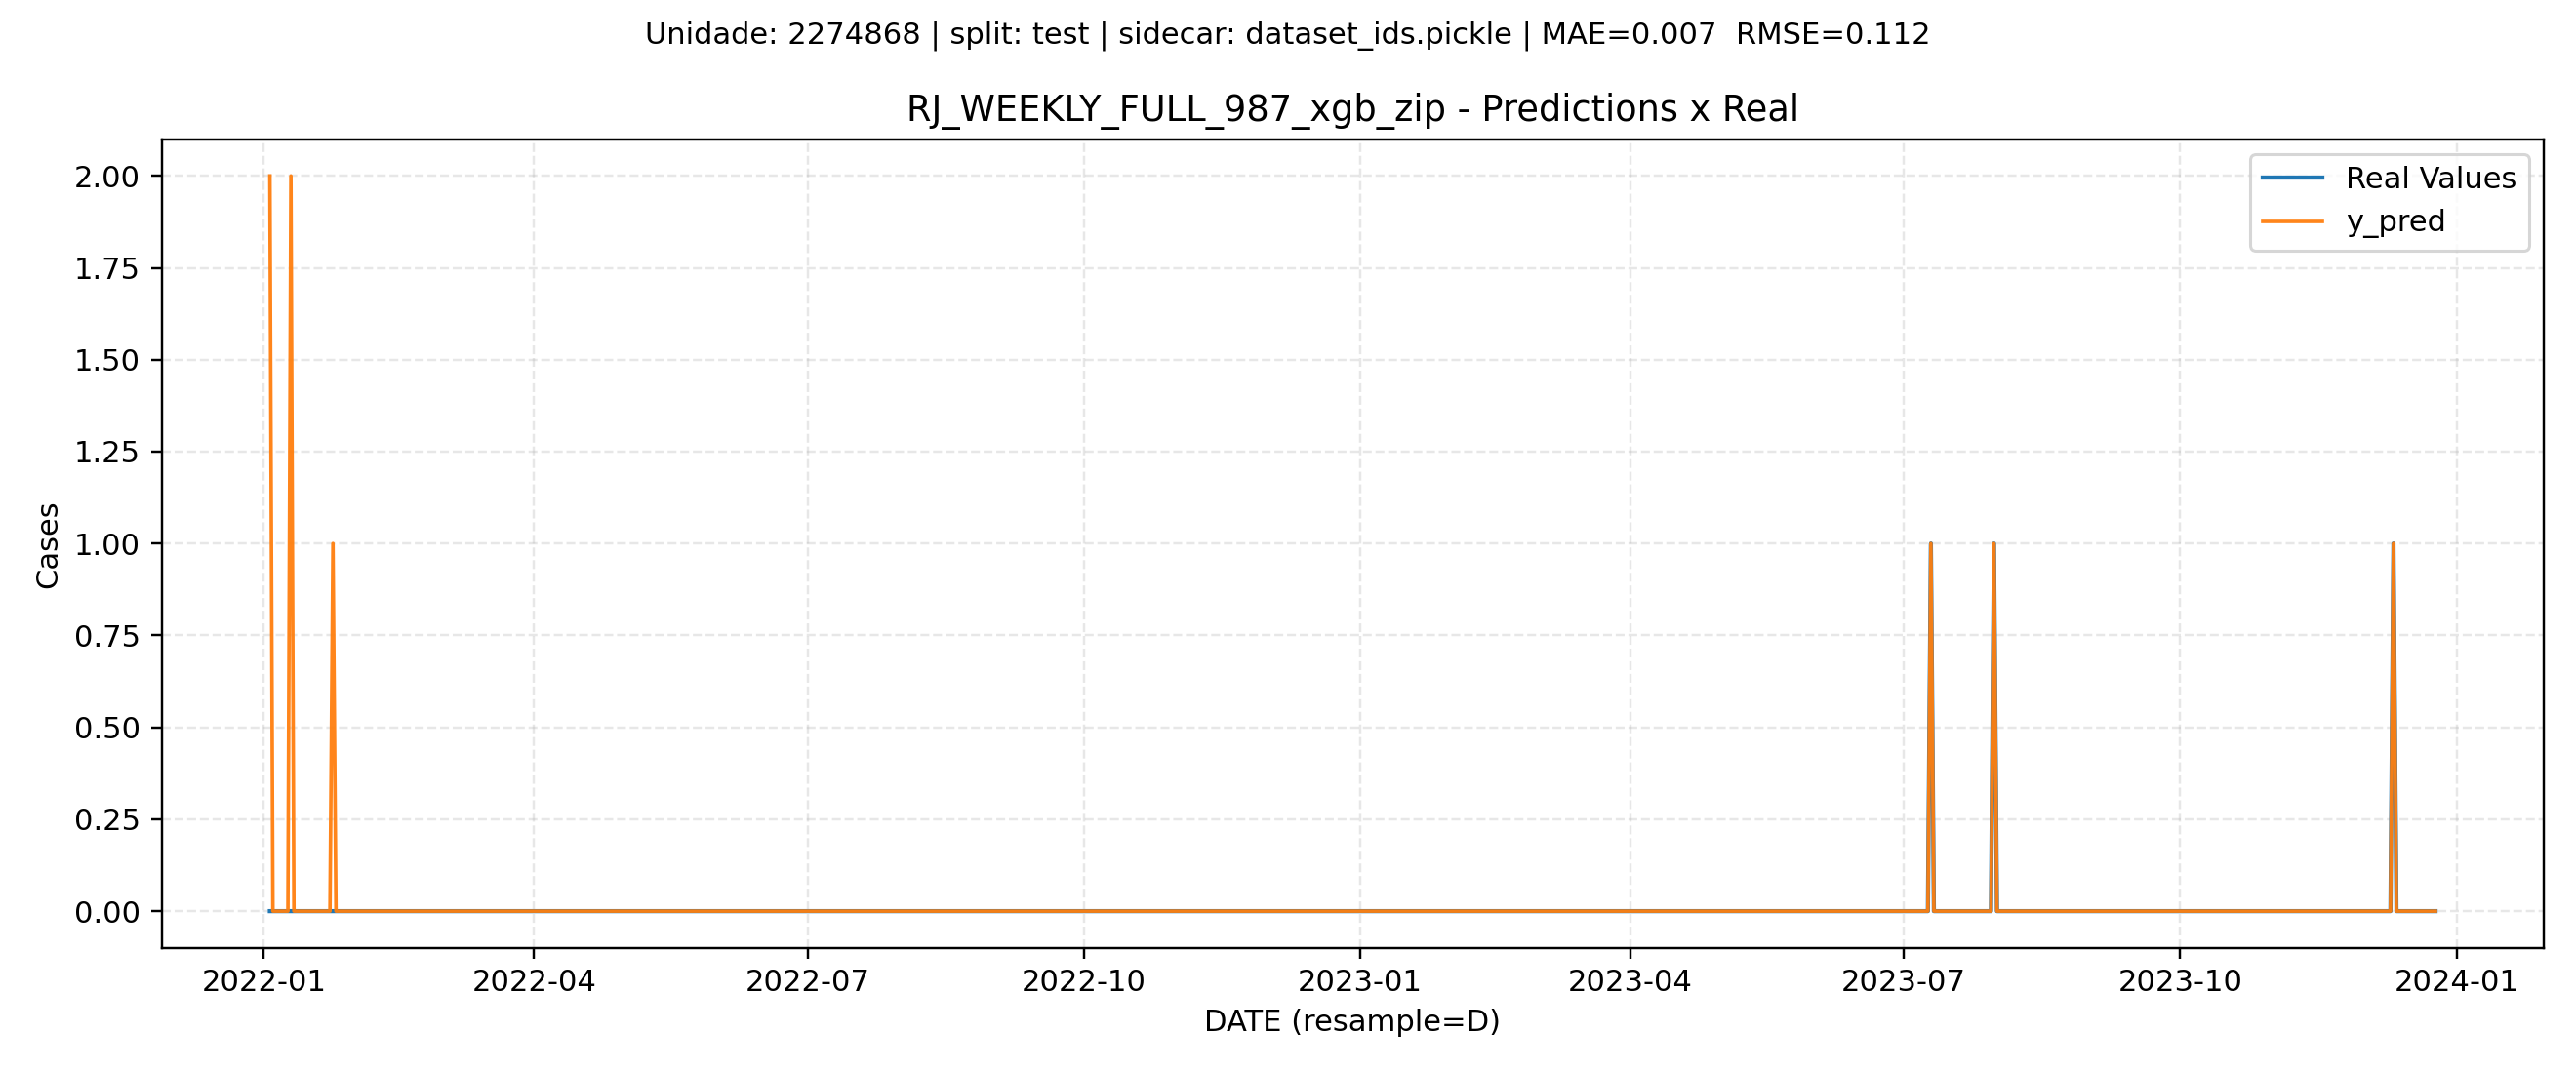 Unidade: 2274868 | split: test | sidecar: dataset_ids.pickle | MAE=0.007  RMSE=0.112
RJ_WEEKLY_FULL_987_xgb_zip - Predictions x Real
Real Values
y_pred
2.00
1.75
1.50
1.25
1.00
0.75
0.50
0.25
0.00
Cases
2022-01 2022-04 2022-07 2022-10 2023-01 2023-04 2023-07 2023-10 2024-01
DATE (resample=D)